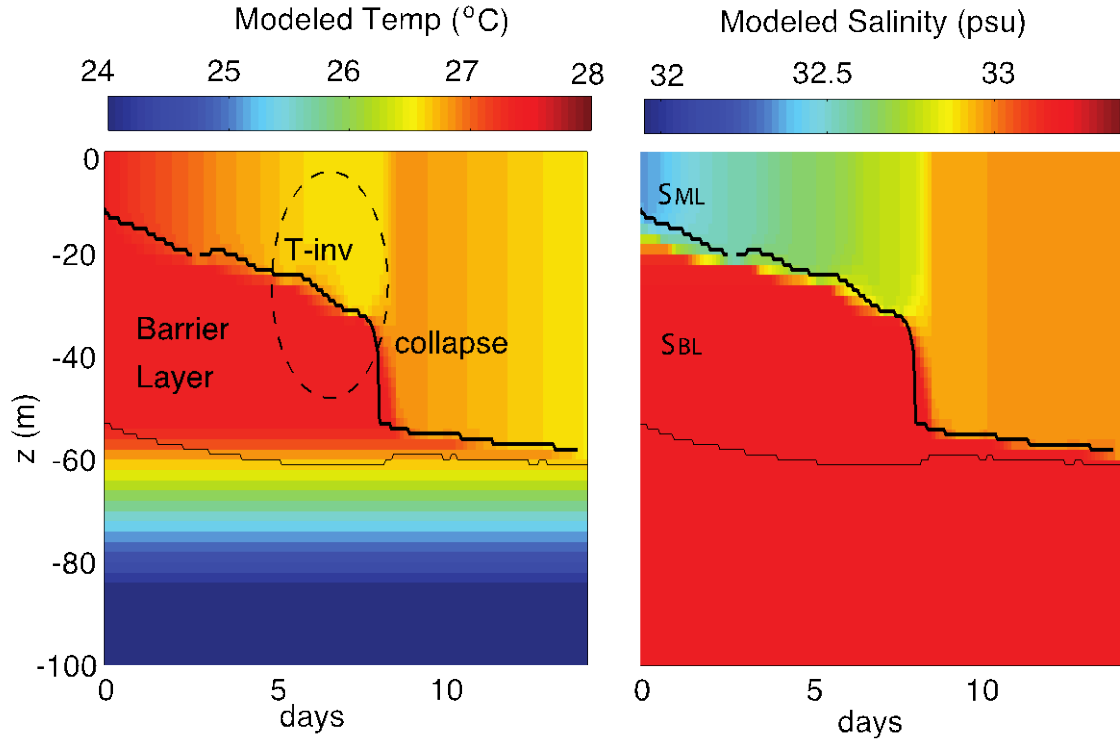 Modeled Temp (°C)
24 25 26 27 28
0
-20
-40
-60
-80
-100
z (m)
T-inv
Barrier
Layer
collapse
0 5 10
days
Modeled Salinity (psu)
32 32.5 33
SML
SBL
0 5 10
days